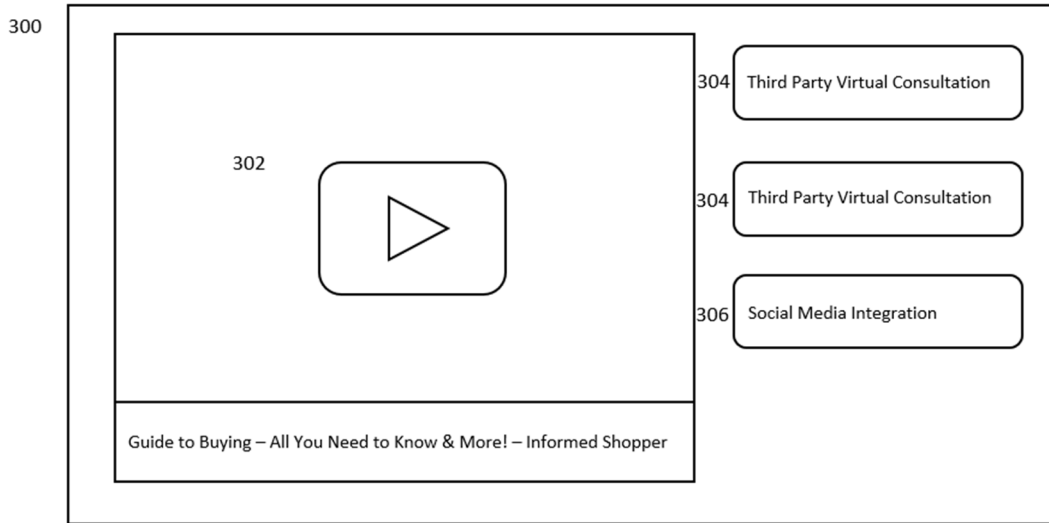 300
302
Guide to Buying – All You Need to Know & More! – Informed Shopper
304 Third Party Virtual Consultation
304 Third Party Virtual Consultation
306 Social Media Integration